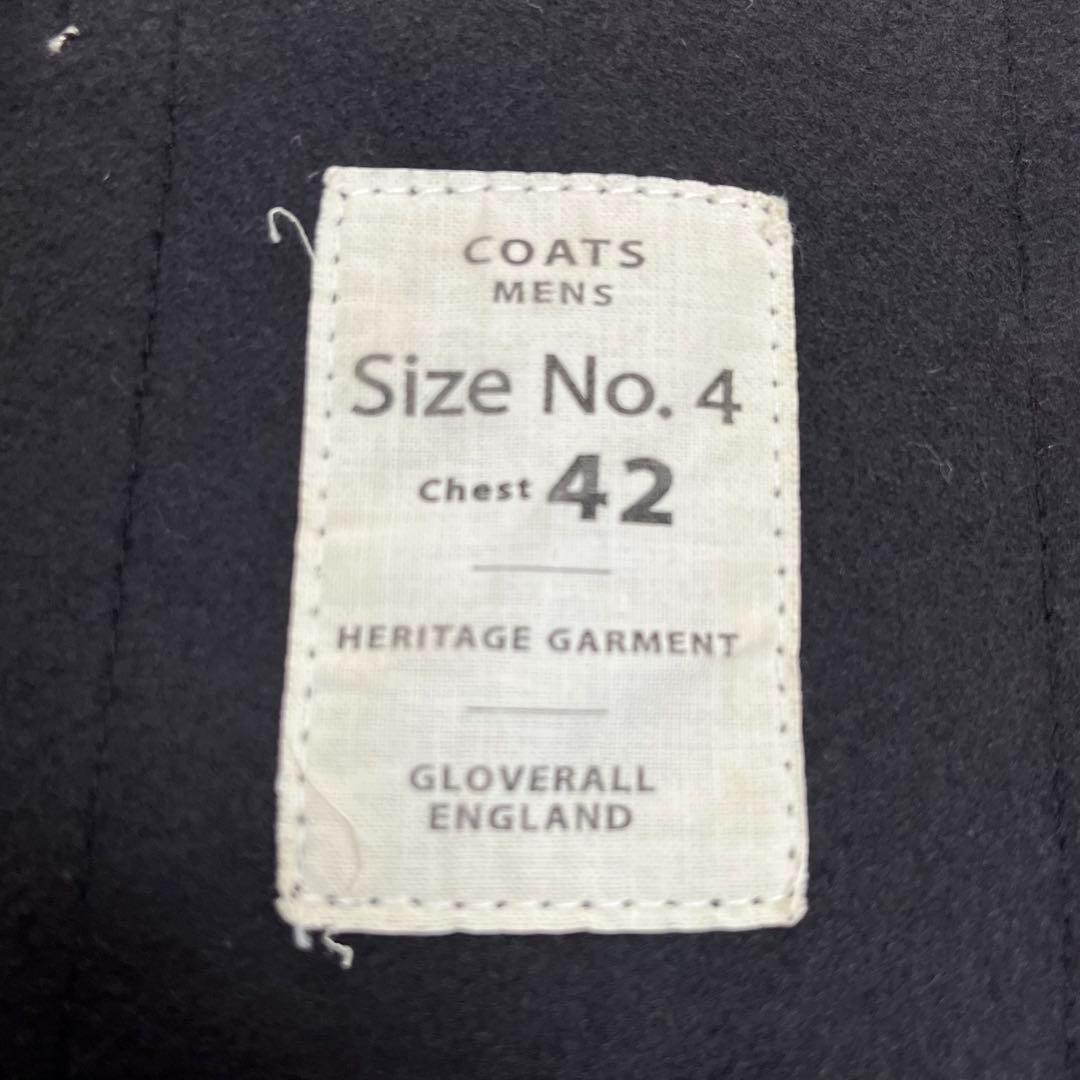 COATS
MENS
Size No. 4
Chest 42
HERITAGE GARMENT
GLOVERALL
ENGLAND